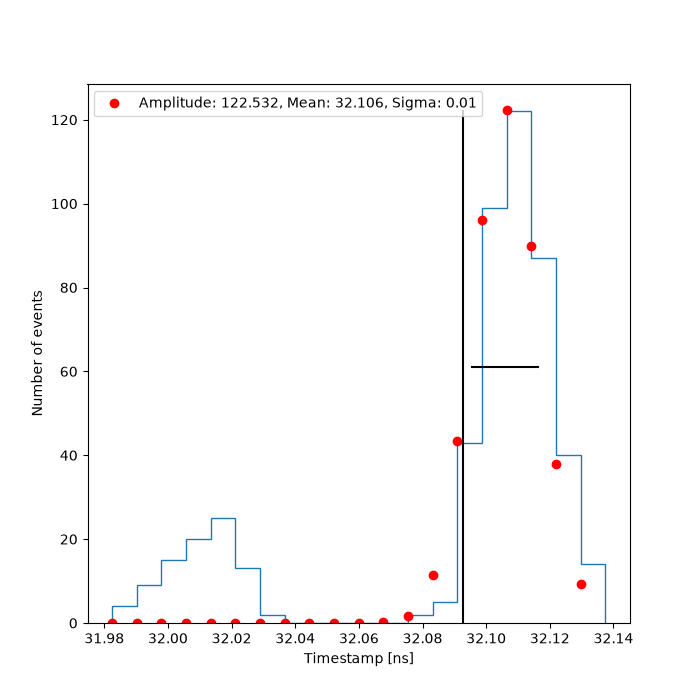 Amplitude: 122.532, Mean: 32.106, Sigma: 0.01
120
100
80
60
40
20
0
Number of events
31.98 32.00 32.02 32.04 32.06 32.08 32.10 32.12 32.14
Timestamp [ns]